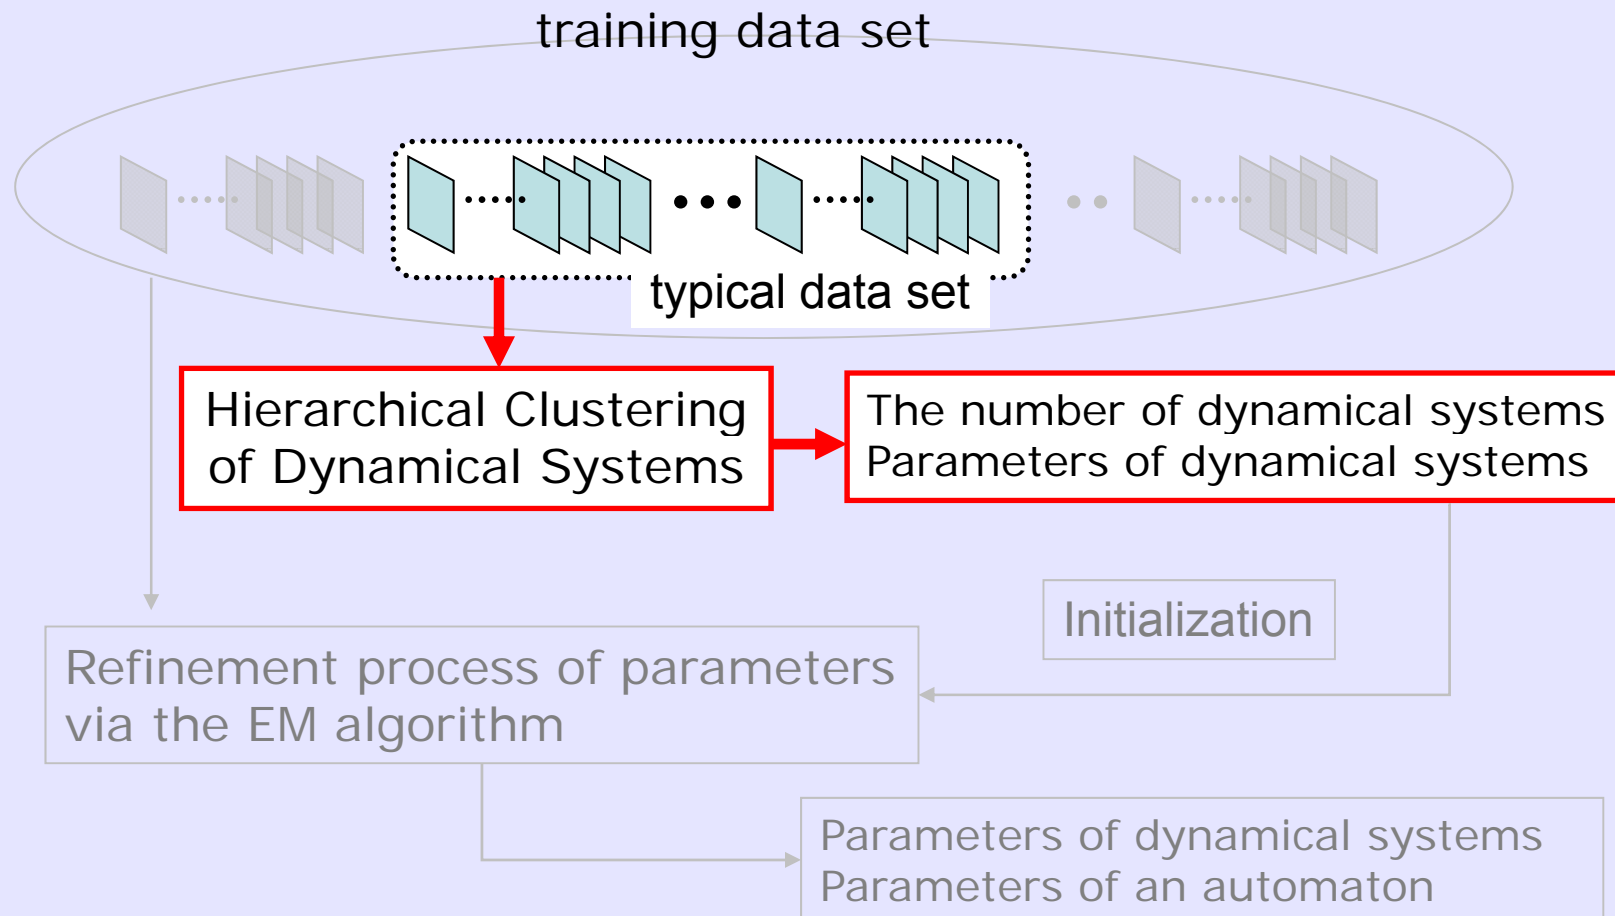 training data set
typical data set
Hierarchical Clustering
of Dynamical Systems
The number of dynamical systems
Parameters of dynamical systems
Initialization
Refinement process of parameters
via the EM algorithm
Parameters of dynamical systems
Parameters of an automaton